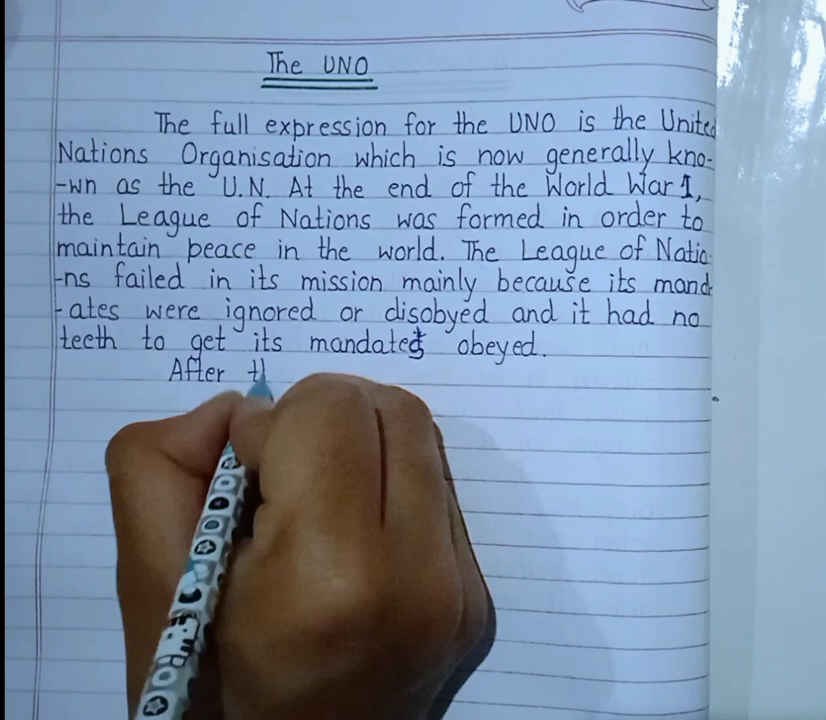 The UNO
The full expression for the UNO is the United
Nations Organisation which is now generally kno-
-wn as the U.N. At the end of the World War 1,
the League of Nations was formed in order to
maintain peace in the world. The League of Natio-
-ns failed in its mission mainly because its mand-
-ates were ignored or disobyed and it had no
teeth to get its mandates obeyed.
After th